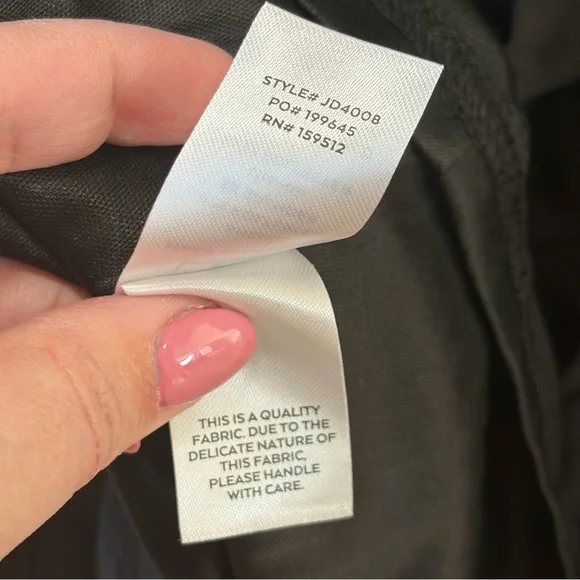 STYLE# JD400B
PO# 199645
RN# 159512
THIS IS A QUALITY
FABRIC. DUE TO THE
DELICATE NATURE OF
THIS FABRIC,
PLEASE HANDLE
WITH CARE.